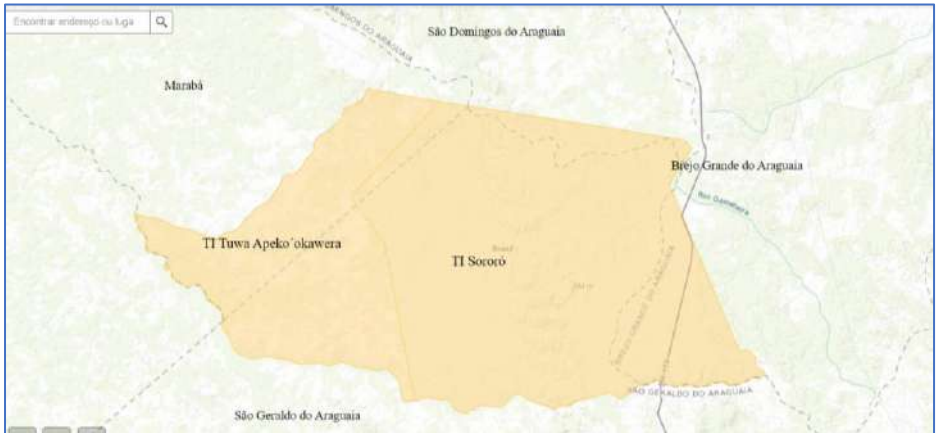 Encontrar endereço ou luga
São Domingos do Araguaia
Marabá
Brejo Grande do Araguaia
TI Tuwa Apeko´okawera
TI Sororó
SÃO GERALDO DO ARAGUAIA
São Geraldo do Araguaia